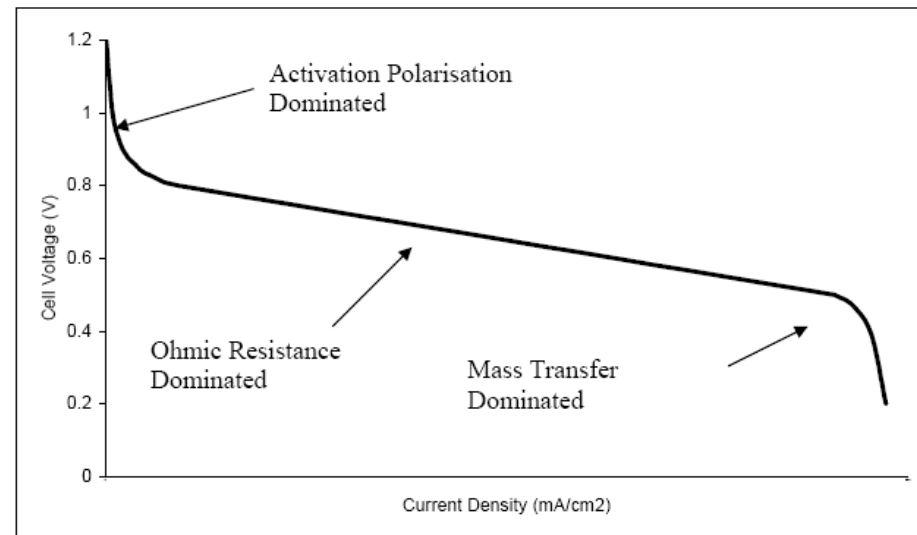 1.2
Activation Polarisation
Dominated
1
0.8
Cell Voltage (V)
0.6
0.4
Ohmic Resistance
Dominated
Mass Transfer
Dominated
0.2
0
Current Density (mA/cm2)